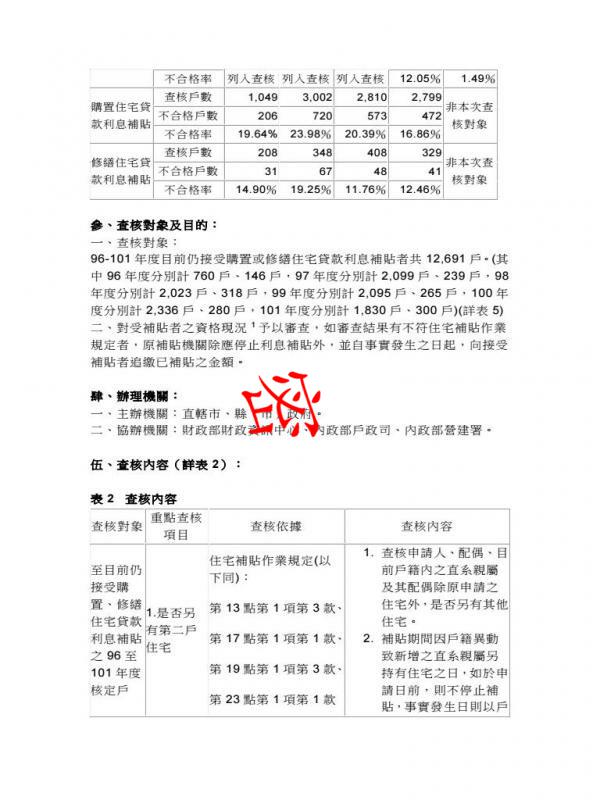 不合格率 列入查核 列入查核 列入查核 12.05% 1.49%
購置住宅貸款利息補貼 查核戶數 1,049 3,002 2,810 2,799 非本次查核對象
不合格戶數 206 720 573 472
不合格率 19.64% 23.98% 20.39% 16.86%
修繕住宅貸款利息補貼 查核戶數 208 348 408 329 非本次查核對象
不合格戶數 31 67 48 41
不合格率 14.90% 19.25% 11.76% 12.46%
參、查核對象及目的：
一、查核對象：
96-101 年度目前仍接受購置或修繕住宅貸款利息補貼者共 12,691 戶。(其
中 96 年度分別計 760 戶、146 戶，97 年度分別計 2,099 戶、239 戶，98
年度分別計 2,023 戶、318 戶，99 年度分別計 2,095 戶、265 戶，100 年
度分別計 2,336 戶、280 戶，101 年度分別計 1,830 戶、300 戶)(詳表 5)
二、對受補貼者之資格現況 1 予以審查，如審查結果有不符住宅補貼作業
規定者，原補貼機關除應停止利息補貼外，並自事實發生之日起，向接受
補貼者追繳已補貼之金額。
肆、辦理機關：
一、主辦機關：直轄市、縣（市）政府。
二、協辦機關：財政部財政資訊中心、內政部戶政司、內政部營建署。
伍、查核內容（詳表 2）：
表 2 查核內容
查核對象 重點查核項目 查核依據 查核內容
至目前仍
接受購
置、修繕
住宅貸款
利息補貼
之 96 至
101 年度
核定戶
1.是否另
有第二戶
住宅
住宅補貼作業規定(以
下同)：
第 13 點第 1 項第 3 款、
第 17 點第 1 項第 1 款、
第 19 點第 1 項第 3 款、
第 23 點第 1 項第 1 款
1. 查核申請人、配偶、目
前戶籍內之直系親屬
及其配偶除原申請之
住宅外，是否另有其他
住宅。
2. 補貼期間因戶籍異動
致新增之直系親屬另
持有住宅之日，如於申
請日前，則不停止補
貼，事實發生日則以戶